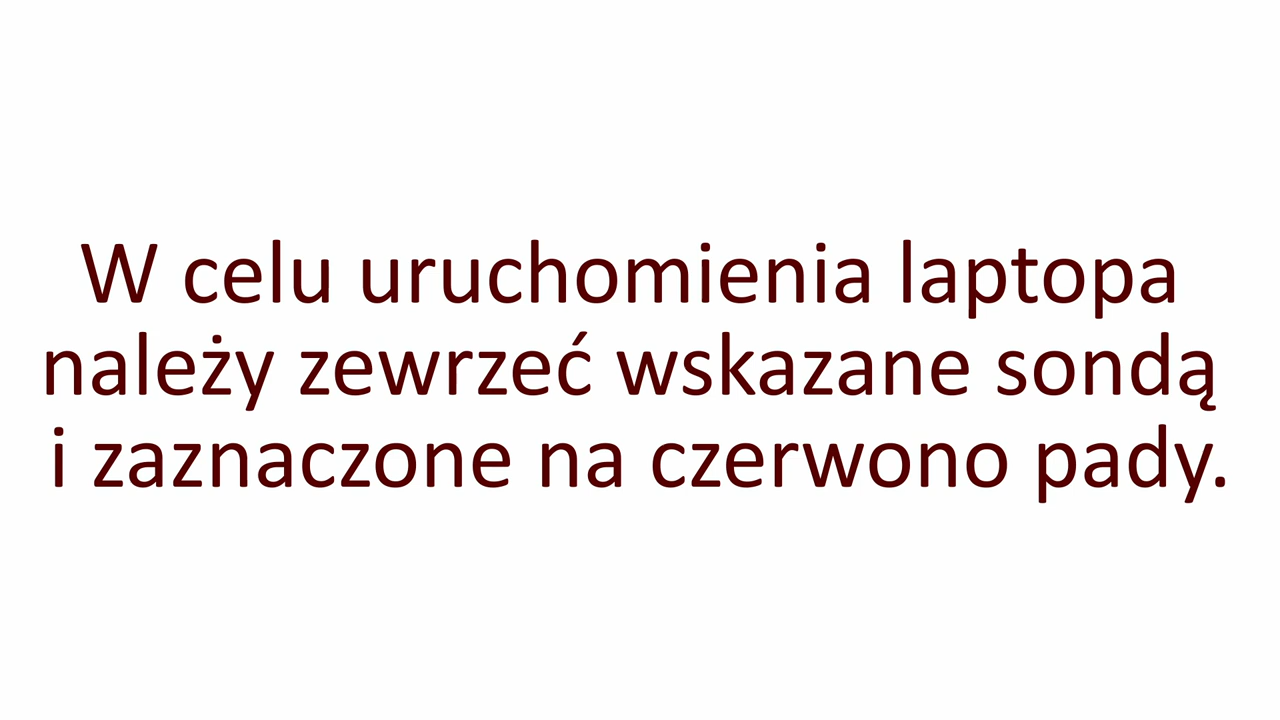 W celu uruchomienia laptopa
należy zewrzeć wskazane sondą
i zaznaczone na czerwono pady.